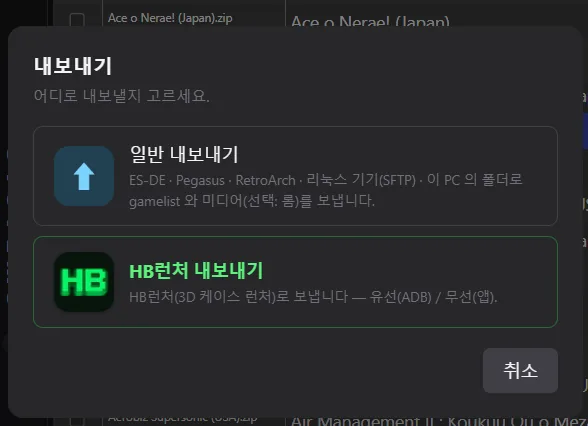 Ace o Nerae! (Japan).zip
Ace o Nerae! (Japan)
내보내기
어디로 내보낼지 고르세요.
일반 내보내기
ES-DE · Pegasus · RetroArch · 리눅스 기기(SFTP) · 이 PC 의 폴더로
gamelist 와 미디어(선택: 롬)를 보냅니다.
HB
HB런처 내보내기
HB런처(3D 케이스 런처)로 보냅니다 — 유선(ADB) / 무선(앱).
취소
Aerobiz Supersonic (USA).zip
Air Management II · Koukuu Ou o Mez